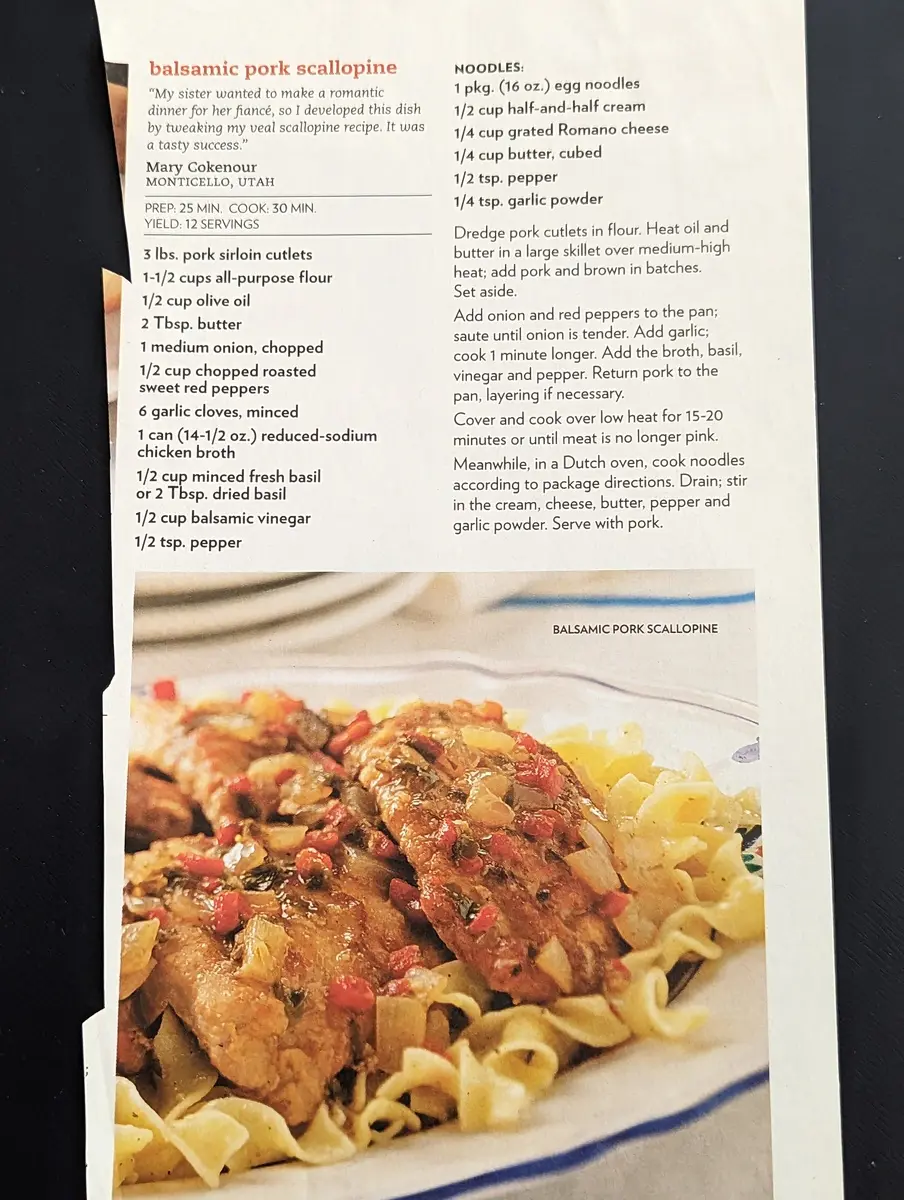 balsamic pork scallopine
"My sister wanted to make a romantic
dinner for her fiancé, so I developed this dish
by tweaking my veal scallopine recipe. It was
a tasty success."
Mary Cokenour
MONTICELLO, UTAH
PREP: 25 MIN. COOK: 30 MIN.
YIELD: 12 SERVINGS
3 lbs. pork sirloin cutlets
1-1/2 cups all-purpose flour
1/2 cup olive oil
2 Tbsp. butter
1 medium onion, chopped
1/2 cup chopped roasted
sweet red peppers
6 garlic cloves, minced
1 can (14-1/2 oz.) reduced-sodium
chicken broth
1/2 cup minced fresh basil
or 2 Tbsp. dried basil
1/2 cup balsamic vinegar
1/2 tsp. pepper
NOODLES:
1 pkg. (16 oz.) egg noodles
1/2 cup half-and-half cream
1/4 cup grated Romano cheese
1/4 cup butter, cubed
1/2 tsp. pepper
1/4 tsp. garlic powder
Dredge pork cutlets in flour. Heat oil and
butter in a large skillet over medium-high
heat; add pork and brown in batches.
Set aside.
Add onion and red peppers to the pan;
saute until onion is tender. Add garlic;
cook 1 minute longer. Add the broth, basil,
vinegar and pepper. Return pork to the
pan, layering if necessary.
Cover and cook over low heat for 15-20
minutes or until meat is no longer pink.
Meanwhile, in a Dutch oven, cook noodles
according to package directions. Drain; stir
in the cream, cheese, butter, pepper and
garlic powder. Serve with pork.
BALSAMIC PORK SCALLOPINE